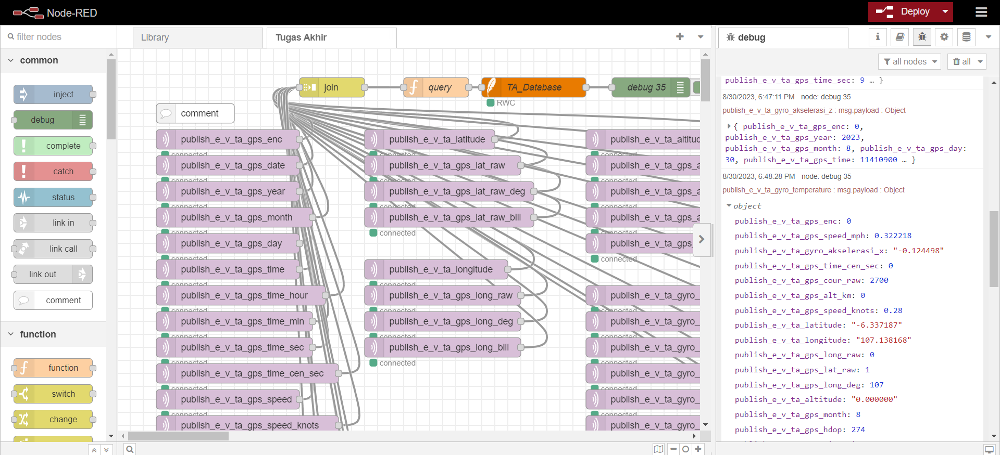 Node-RED
Deploy
filter nodes
common
inject
debug
complete
catch
status
link in
link call
link out
comment
function
function
switch
change
Library
Tugas Akhir
join
query
TA_Database
RWC
debug 35
comment
publish_e_v_ta_gps_enc
connected
publish_e_v_ta_gps_date
connected
publish_e_v_ta_gps_year
connected
publish_e_v_ta_gps_month
connected
publish_e_v_ta_gps_day
connected
publish_e_v_ta_gps_time
connected
publish_e_v_ta_gps_time_hour
connected
publish_e_v_ta_gps_time_min
connected
publish_e_v_ta_gps_time_sec
connected
publish_e_v_ta_gps_time_cen_sec
connected
publish_e_v_ta_gps_speed
connected
publish_e_v_ta_gps_speed_knots
publish_e_v_ta_latitude
connected
publish_e_v_ta_gps_lat_raw
connected
publish_e_v_ta_gps_lat_raw_deg
connected
publish_e_v_ta_gps_lat_raw_bill
connected
publish_e_v_ta_longitude
connected
publish_e_v_ta_gps_long_raw
connected
publish_e_v_ta_gps_long_deg
connected
publish_e_v_ta_gps_long_bill
connected
publish_e_v_ta_altitud
connected
publish_e_v_ta_gps_a
connected
publish_e_v_ta_gps_a
connected
publish_e_v_ta_gps_a
connected
publish_e_v_ta_gps_
connected
publish_e_v_ta_gyro_
connected
publish_e_v_ta_gyro_
connected
publish_e_v_ta_gyro_
connected
publish_e_v_ta_gyro_
connected
publish_e_v_ta_gyro_
connected
publish_e_v_ta_gyro_
debug
i
all nodes
all
publish_e_v_ta_gps_time_sec: 9 … }
8/30/2023, 6:47:11 PM node: debug 35
publish_e_v_ta_gyro_akselerasi_z : msg.payload : Object
{ publish_e_v_ta_gps_enc: 0,
publish_e_v_ta_gps_year: 2023,
publish_e_v_ta_gps_month: 8, publish_e_v_ta_gps_day:
30, publish_e_v_ta_gps_time: 11410900 … }
8/30/2023, 6:48:28 PM node: debug 35
publish_e_v_ta_gyro_temperature : msg.payload : Object
object
publish_e_v_ta_gps_enc: 0
publish_e_v_ta_gps_speed_mph: 0.322218
publish_e_v_ta_gyro_akselerasi_x: "-0.124498"
publish_e_v_ta_gps_time_cen_sec: 0
publish_e_v_ta_gps_cour_raw: 2700
publish_e_v_ta_gps_alt_km: 0
publish_e_v_ta_gps_speed_knots: 0.28
publish_e_v_ta_latitude: "-6.337187"
publish_e_v_ta_longitude: "107.138168"
publish_e_v_ta_gps_long_raw: 0
publish_e_v_ta_gps_lat_raw: 1
publish_e_v_ta_gps_long_deg: 107
publish_e_v_ta_altitude: "0.000000"
publish_e_v_ta_gps_month: 8
publish_e_v_ta_gps_hdop: 274